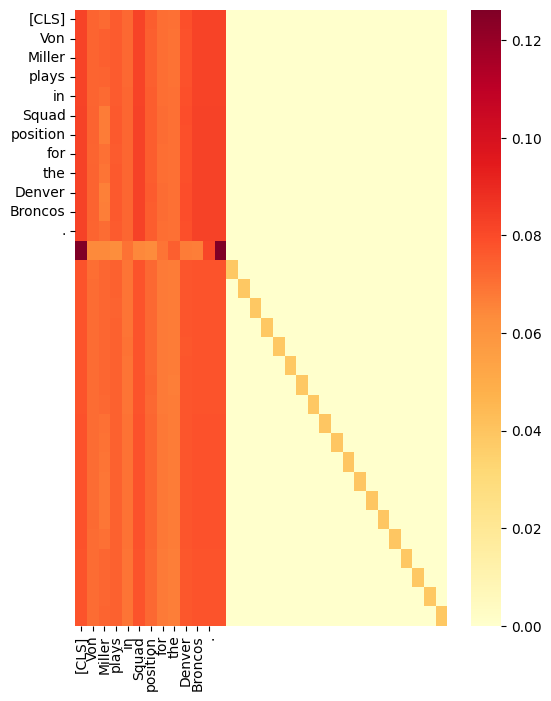 [CLS]
Von
Miller
plays
in
Squad
position
for
the
Denver
Broncos
.
0.12
0.10
0.08
0.06
0.04
0.02
0.00
[CLS]
Von
Miller
plays
in
Squad
position
for
the
Denver
Broncos
.